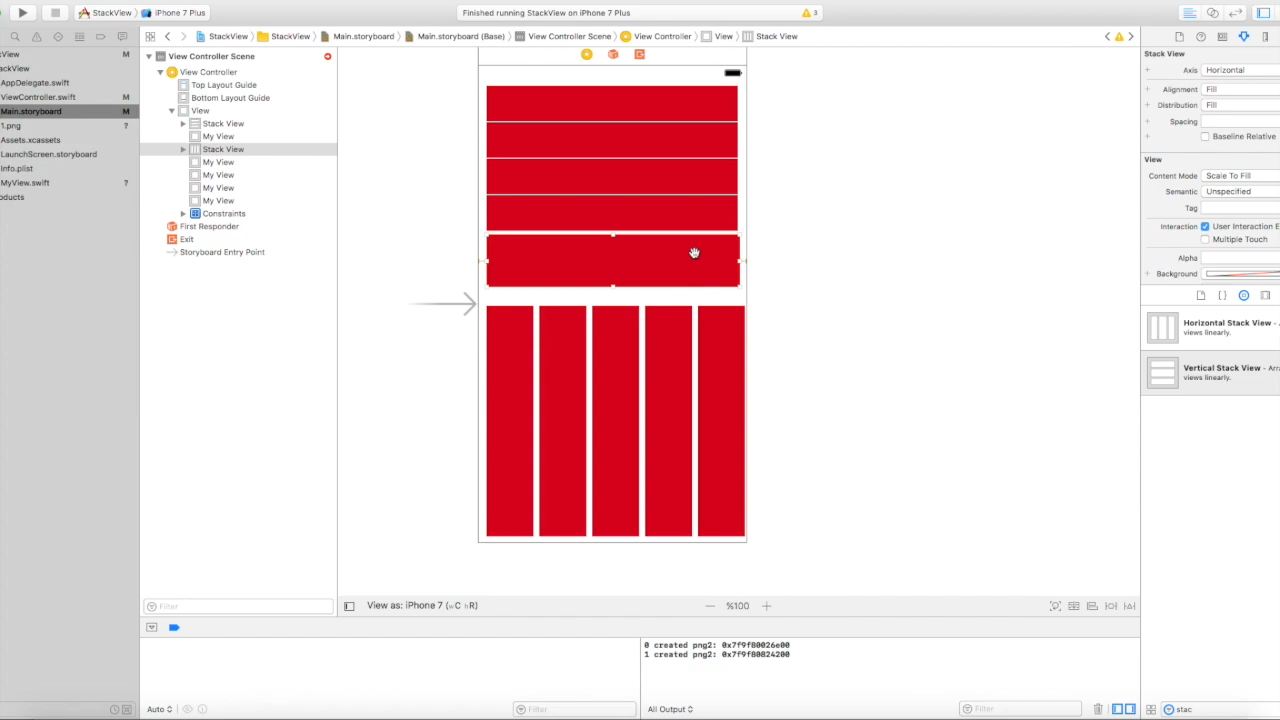 StackView
iPhone 7 Plus
Finished running StackView on iPhone 7 Plus
3
StackView
StackView
Main.storyboard
Main.storyboard (Base)
View Controller Scene
View Controller
View
Stack View
View
ackView
AppDelegate.swift
ViewController.swift
Main.storyboard
1.png
Assets.xcassets
LaunchScreen.storyboard
Info.plist
MyView.swift
oducts
M
M
M
?
?
View Controller Scene
View Controller
Top Layout Guide
Bottom Layout Guide
View
Stack View
My View
Stack View
My View
My View
My View
My View
Constraints
First Responder
Exit
Storyboard Entry Point
Filter
View as: iPhone 7 (wC hR)
%100
Stack View
Axis Horizontal
Alignment Fill
Distribution Fill
Spacing
Baseline Relative
View
Content Mode Scale To Fill
Semantic Unspecified
Tag
Interaction User Interaction E
Multiple Touch
Alpha
Background
Horizontal Stack View - A
views linearly.
Vertical Stack View - Arra
views linearly.
0 created png2: 0x7f9f80026e00
1 created png2: 0x7f9f80824200
Auto
Filter
All Output
Filter
stac